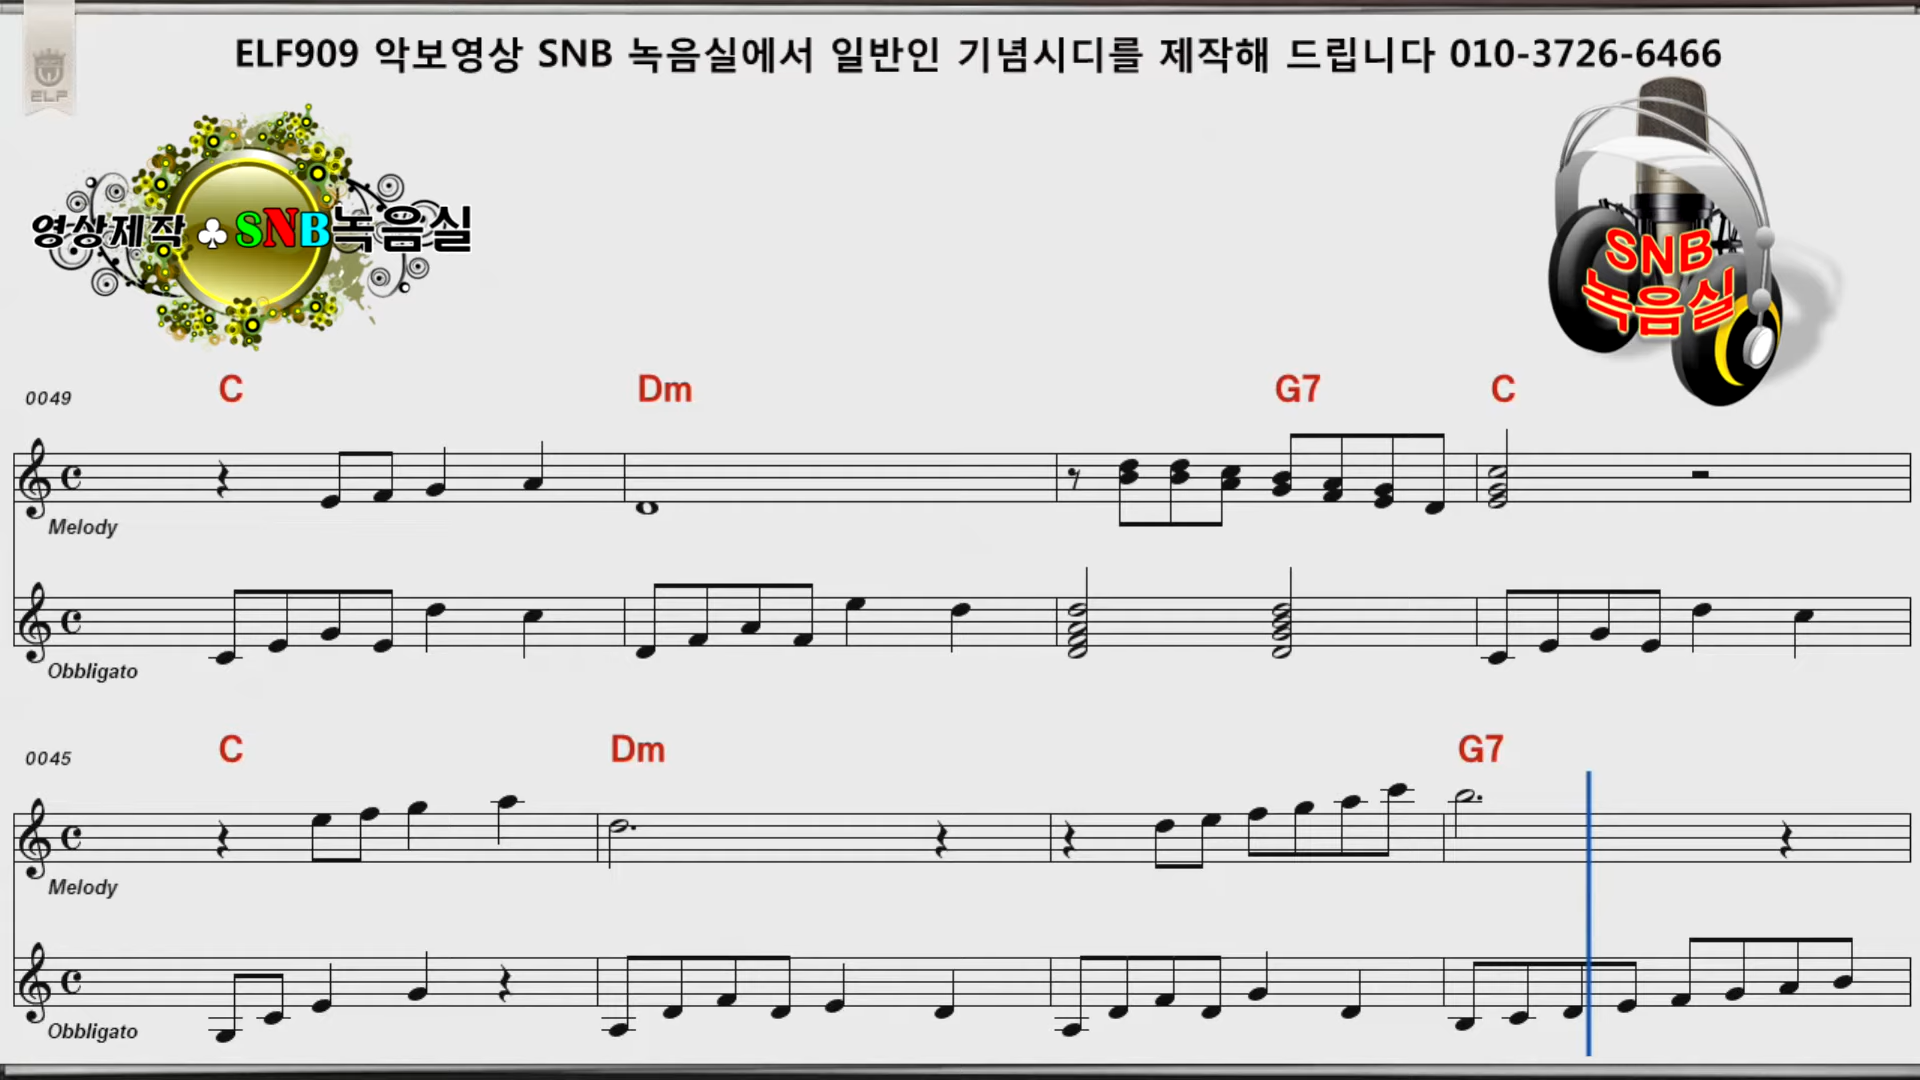 ELF909 악보영상 SNB 녹음실에서 일반인 기념시디를 제작해 드립니다 010-3726-6466
ELF
영상제작 ♣ SNB녹음실
SNB
녹음실
0049
C Dm G7 C
Melody
Obbligato
0045
C Dm G7
Melody
Obbligato